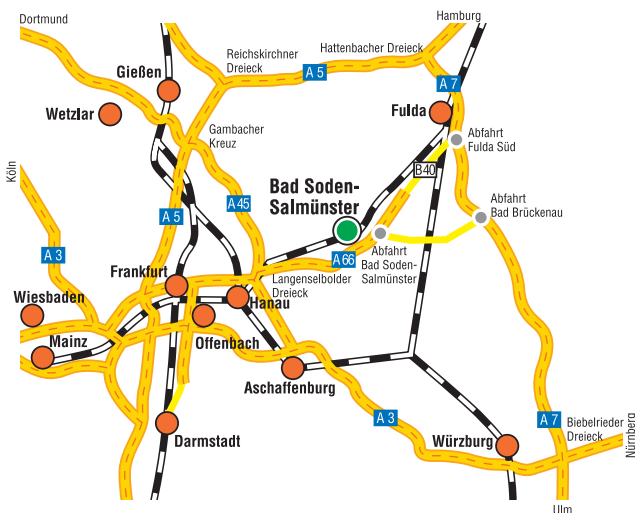 Dortmund
Hamburg
Reichskirchner
Dreieck
Hattenbacher Dreieck
A 5
A 7
Gießen
Wetzlar
Fulda
Gambacher
Kreuz
Abfahrt
Fulda Süd
Köln
B40
Bad Soden-
Salmünster
A 5
A45
Abfahrt
Bad Brückenau
A 3
A66
Abfahrt
Bad Soden-
Salmünster
Frankfurt
Langenselbolder
Dreieck
Wiesbaden
Hanau
Mainz
Offenbach
Aschaffenburg
A 3
A 7
Biebelrieder
Dreieck
Darmstadt
Würzburg
Nürnberg
Ulm